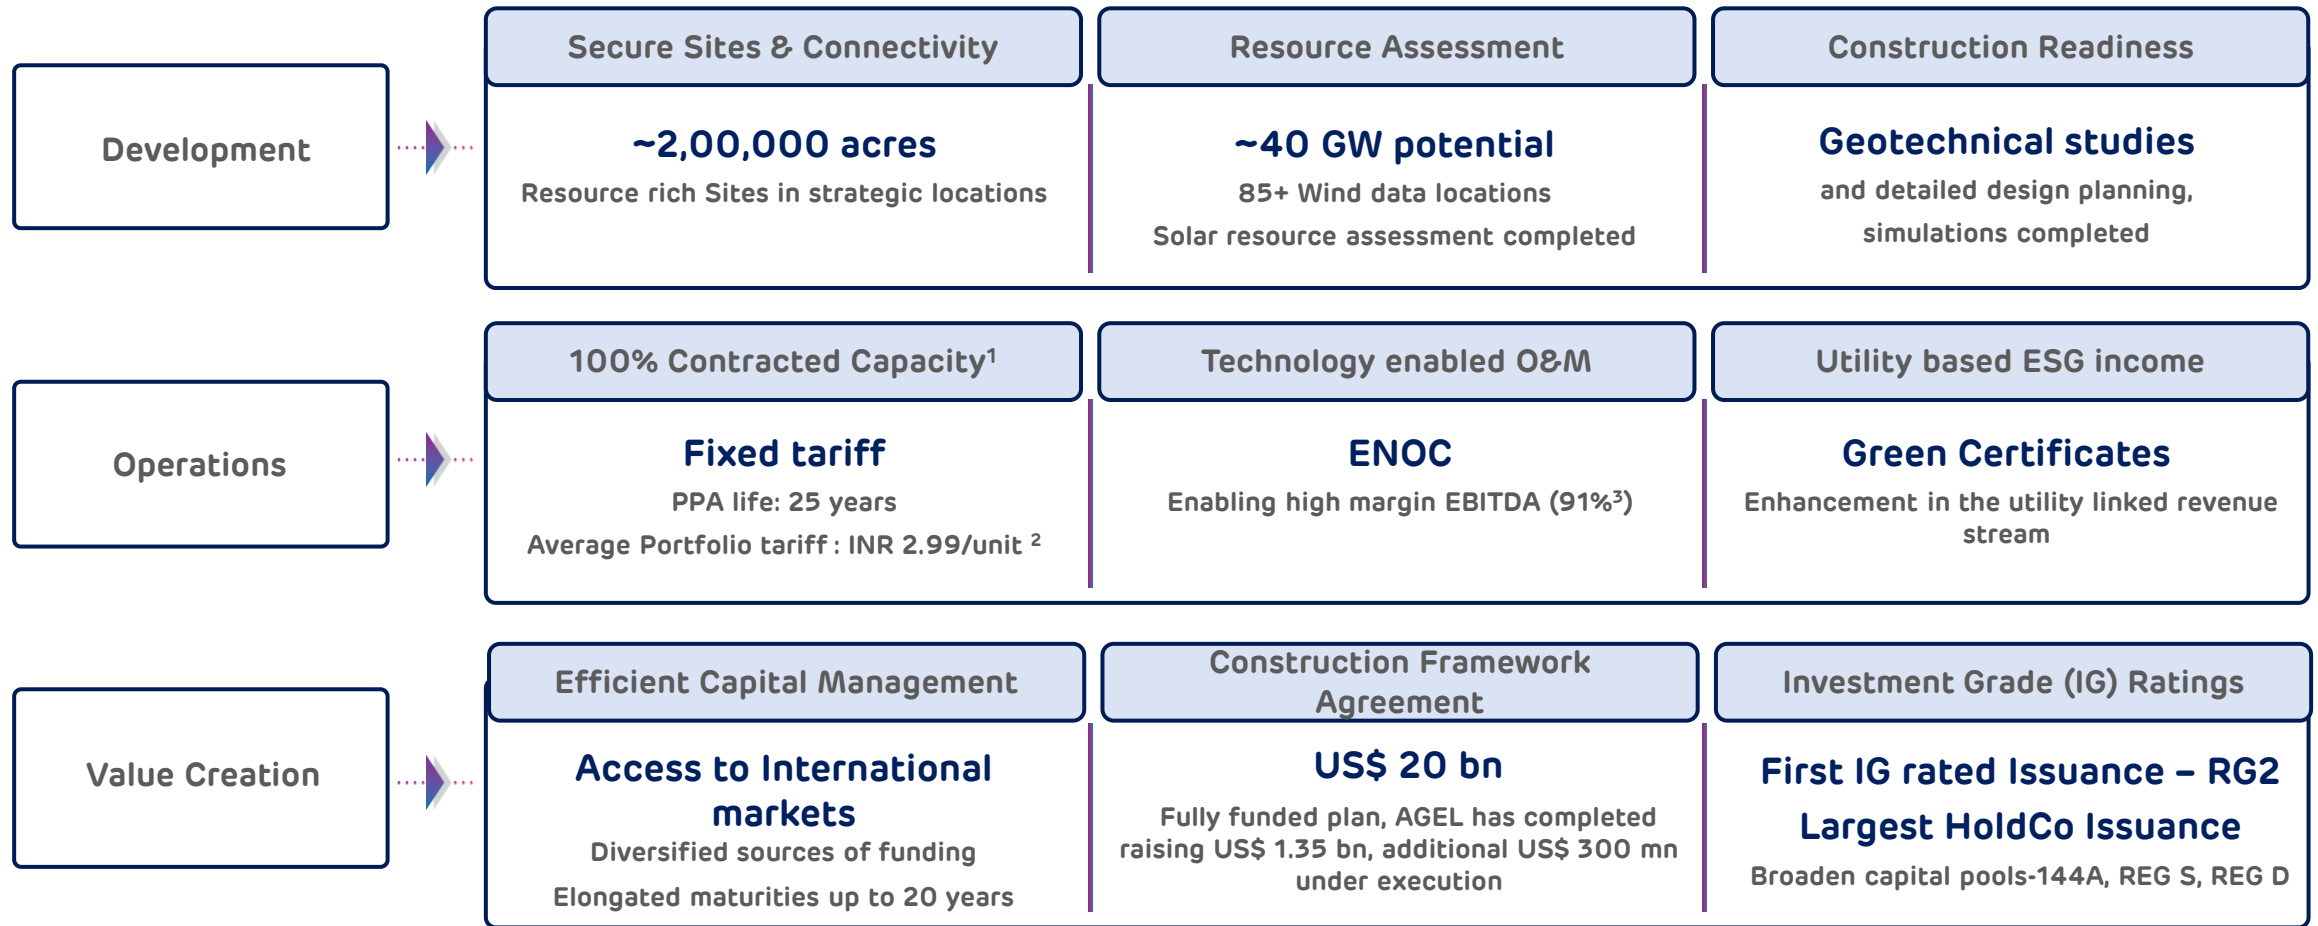 Development
Secure Sites & Connectivity
~2,00,000 acres
Resource rich Sites in strategic locations
Resource Assessment
~40 GW potential
85+ Wind data locations
Solar resource assessment completed
Construction Readiness
Geotechnical studies
and detailed design planning,
simulations completed
Operations
100% Contracted Capacity¹
Fixed tariff
PPA life: 25 years
Average Portfolio tariff : INR 2.99/unit ²
Technology enabled O&M
ENOC
Enabling high margin EBITDA (91%³)
Utility based ESG income
Green Certificates
Enhancement in the utility linked revenue
stream
Value Creation
Efficient Capital Management
Access to International
markets
Diversified sources of funding
Elongated maturities up to 20 years
Construction Framework
Agreement
US$ 20 bn
Fully funded plan, AGEL has completed
raising US$ 1.35 bn, additional US$ 300 mn
under execution
Investment Grade (IG) Ratings
First IG rated Issuance – RG2
Largest HoldCo Issuance
Broaden capital pools-144A, REG S, REG D